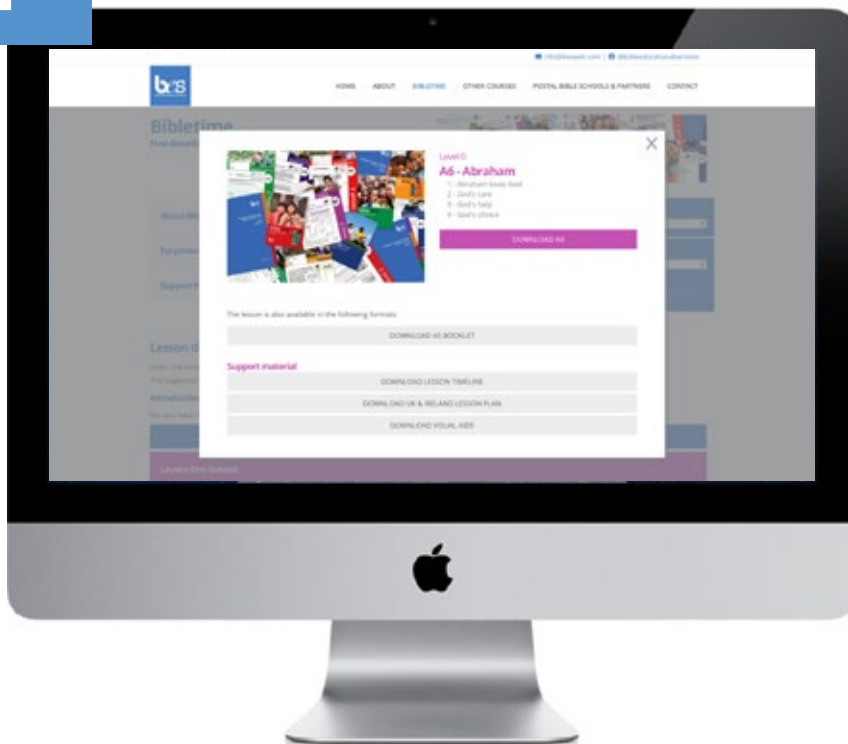 bes
HOME ABOUT BIBLETIME OTHER COURSES POSTAL BIBLE SCHOOLS & PARTNERS CONTACT
Bibletime
Level 0
A6 - Abraham
1 - Abraham loves God
2 - God's care
3 - God's help
4 - God's choice
DOWNLOAD A4
The lesson is also available in the following formats:
DOWNLOAD A5 BOOKLET
Support material
DOWNLOAD LESSON TIMELINE
DOWNLOAD UK & IRELAND LESSON PLAN
DOWNLOAD VISUAL AIDS